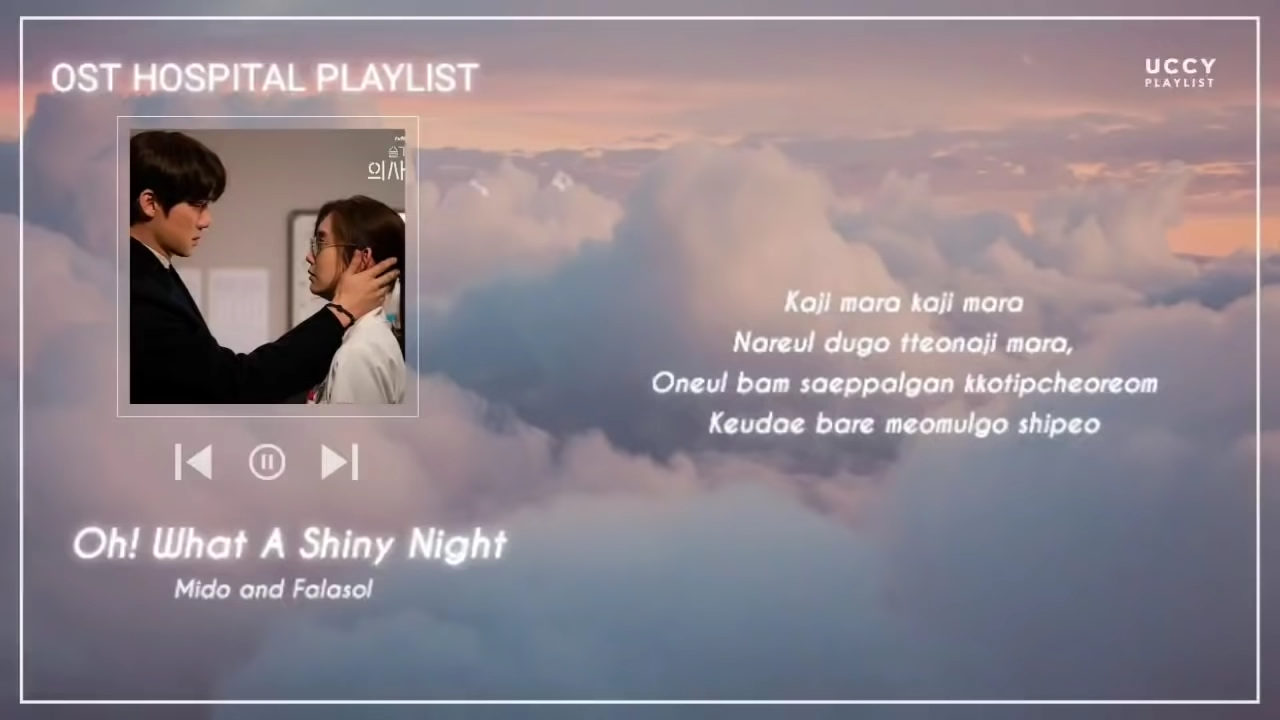 OST HOSPITAL PLAYLIST
UCCY
PLAYLIST
의사
Kaji mara kaji mara
Nareul dugo tteonaji mara,
Oneul bam saeppalgan kkotipcheoreom
Keudae bare meomulgo shipeo
Oh! What A Shiny Night
Mido and Falasol